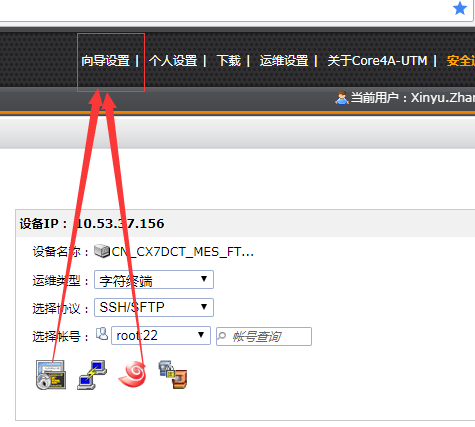 向导设置 | 个人设置 | 下载 | 运维设置 | 关于Core4A-UTM | 安全
当前用户：Xinyu.Zhan
设备IP： 10.53.37.156
设备名称： CN_CX7DCT_MES_FT...
运维类型： 字符终端
选择协议： SSH/SFTP
选择帐号： root:22 帐号查询